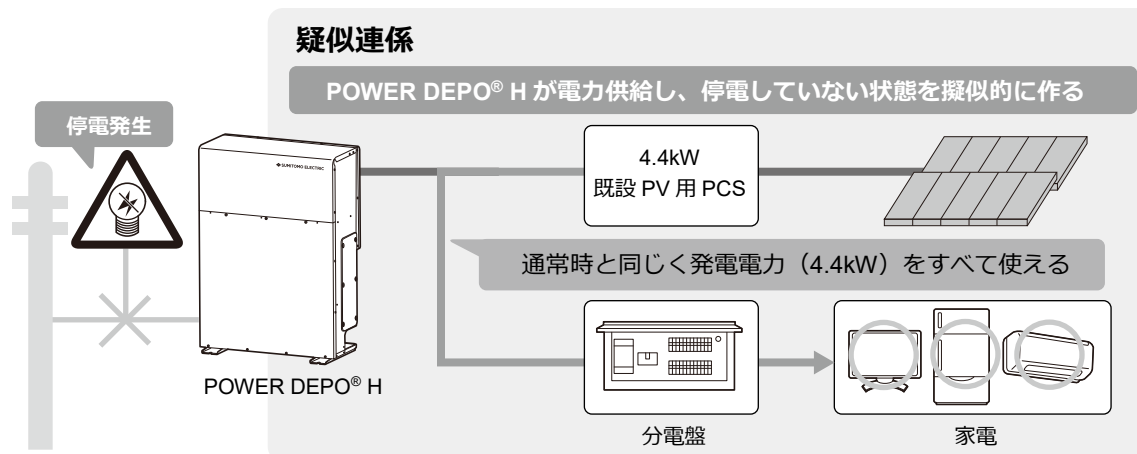 疑似連係
POWER DEPO® H が電力供給し、停電していない状態を擬似的に作る
停電発生
SUMITOMO ELECTRIC
4.4kW
既設 PV 用 PCS
通常時と同じく発電電力（4.4kW）をすべて使える
POWER DEPO® H
分電盤
家電